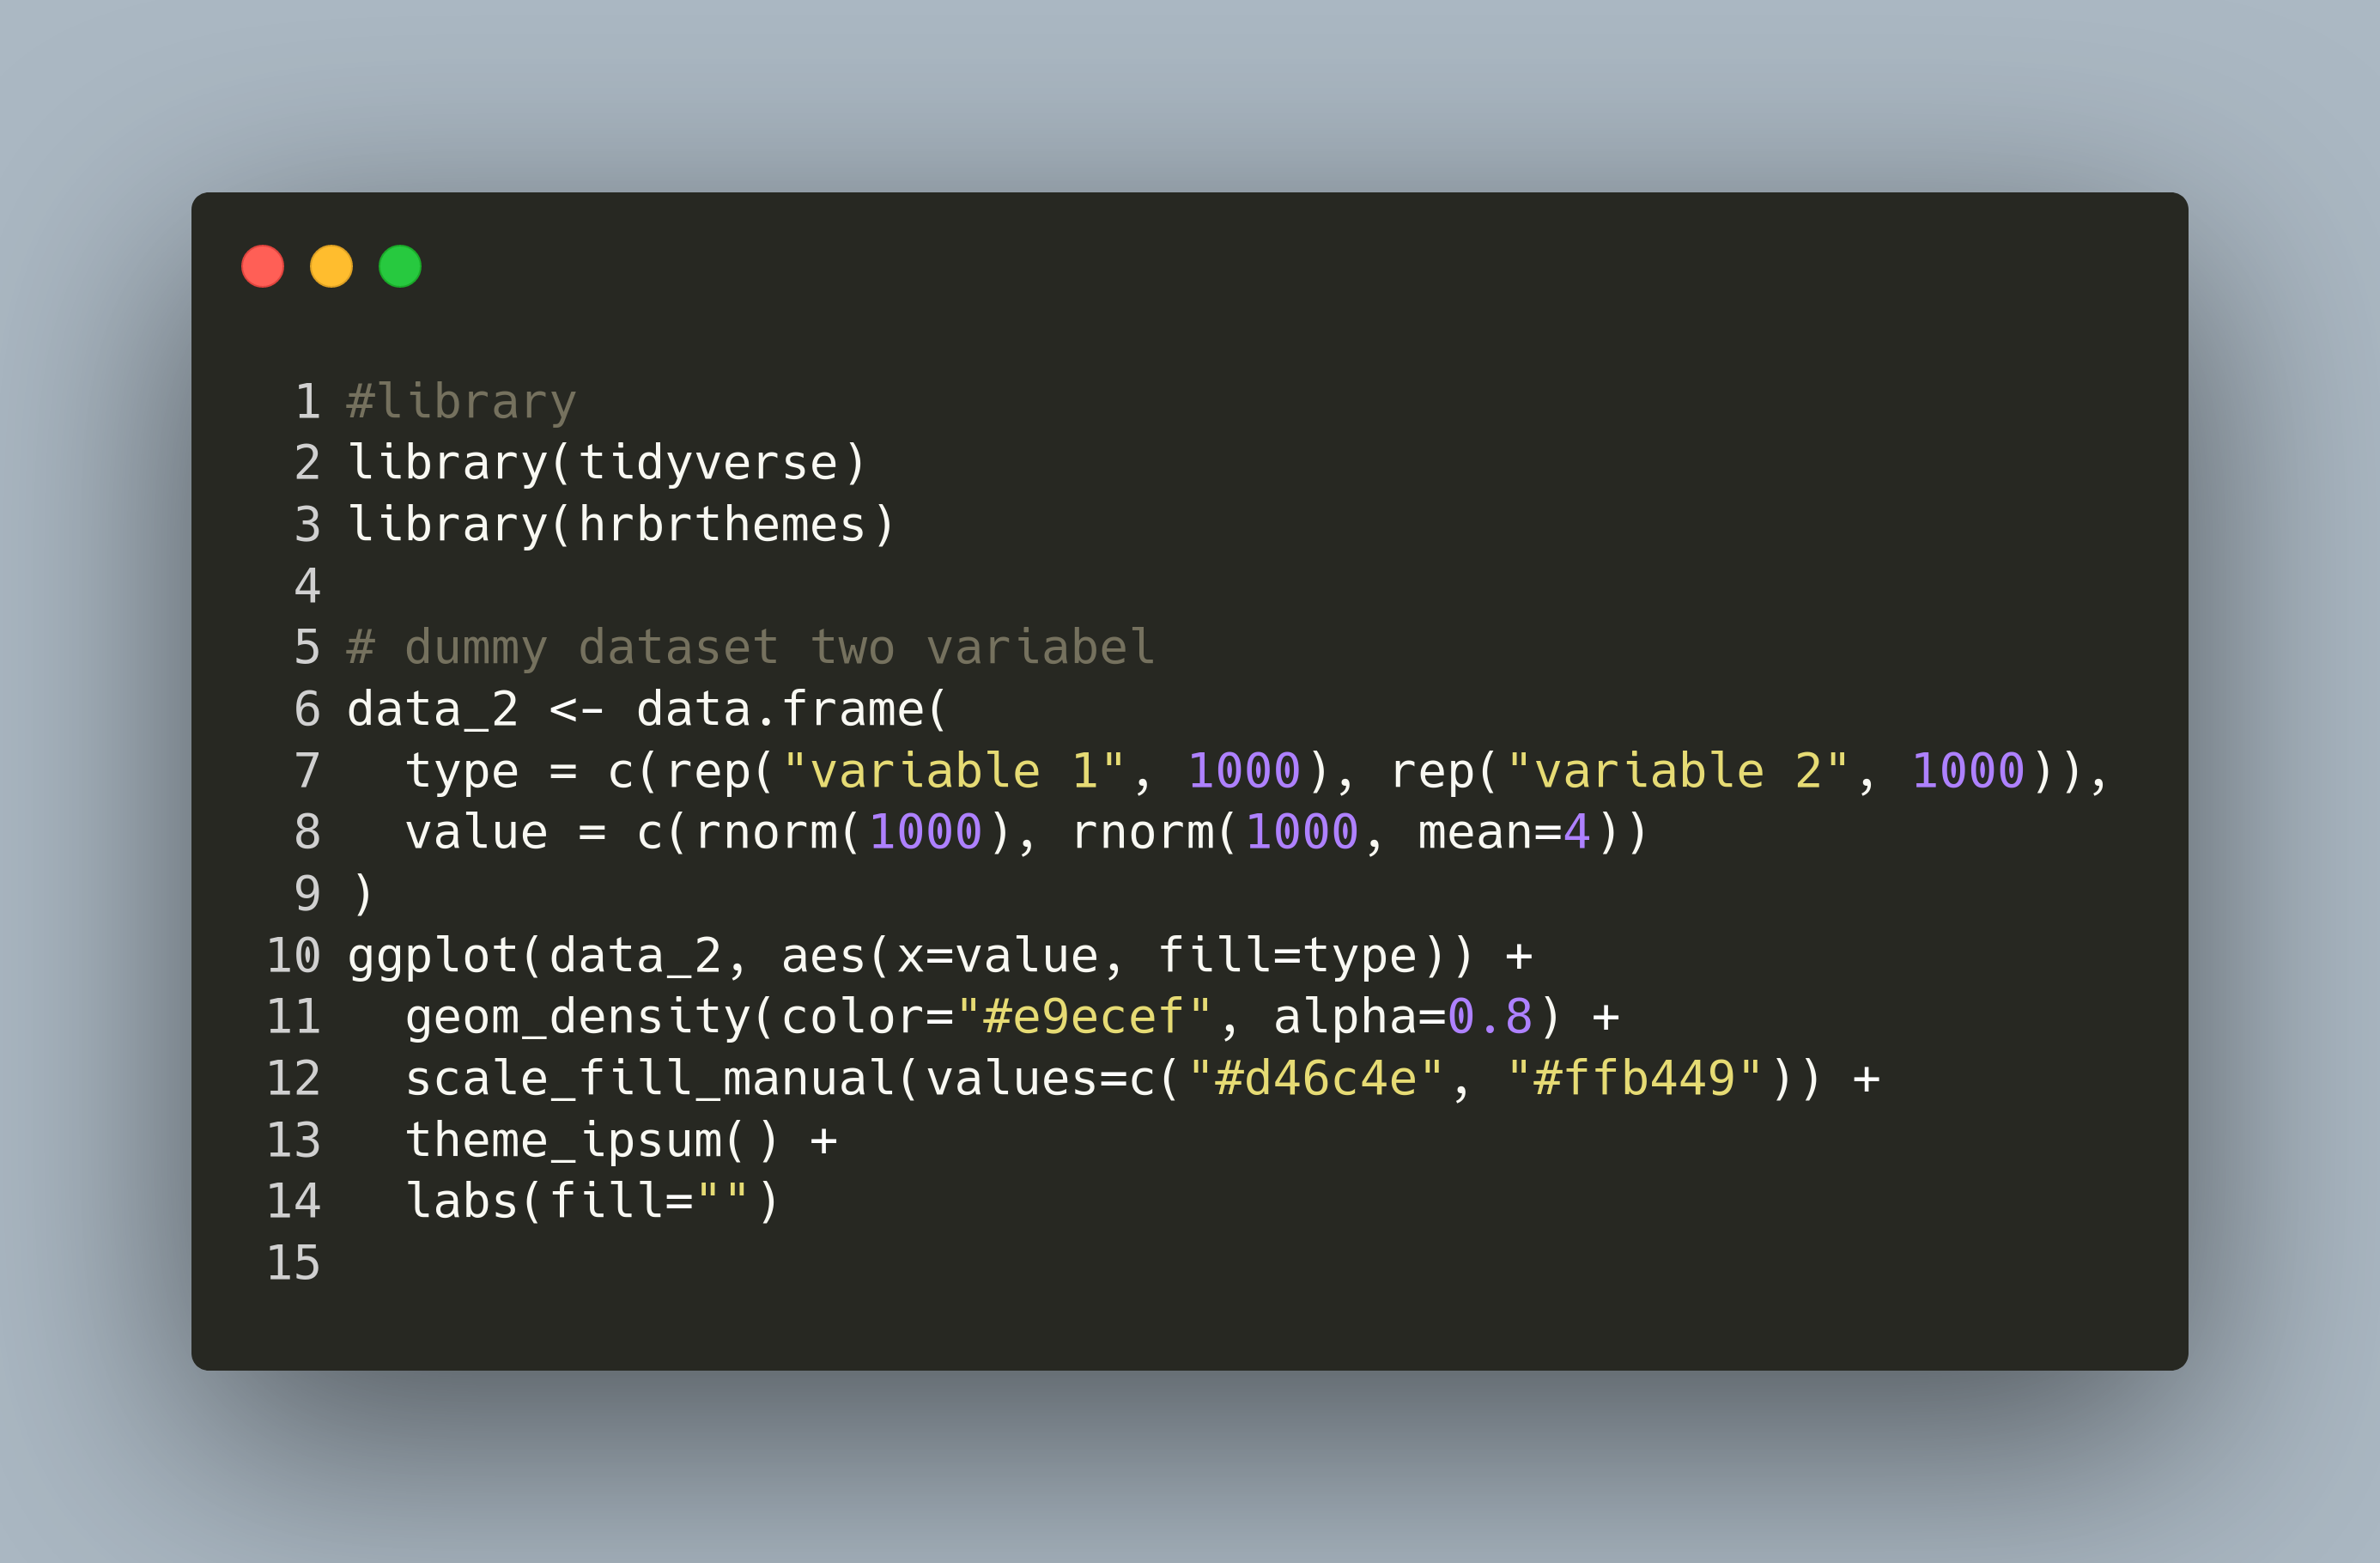 1 #library
2 library(tidyverse)
3 library(hrbrthemes)
4
5 # dummy dataset two variabel
6 data_2 <- data.frame(
7   type = c(rep("variable 1", 1000), rep("variable 2", 1000)),
8   value = c(rnorm(1000), rnorm(1000, mean=4))
9 )
10 ggplot(data_2, aes(x=value, fill=type)) +
11   geom_density(color="#e9ecef", alpha=0.8) +
12   scale_fill_manual(values=c("#d46c4e", "#ffb449")) +
13   theme_ipsum() +
14   labs(fill="")
15